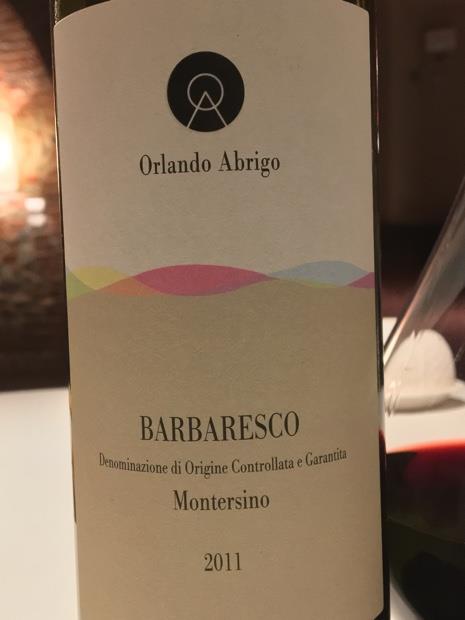 Orlando Abrigo
BARBARESCO
Denominazione di Origine Controllata e Garantita
Montersino
2011